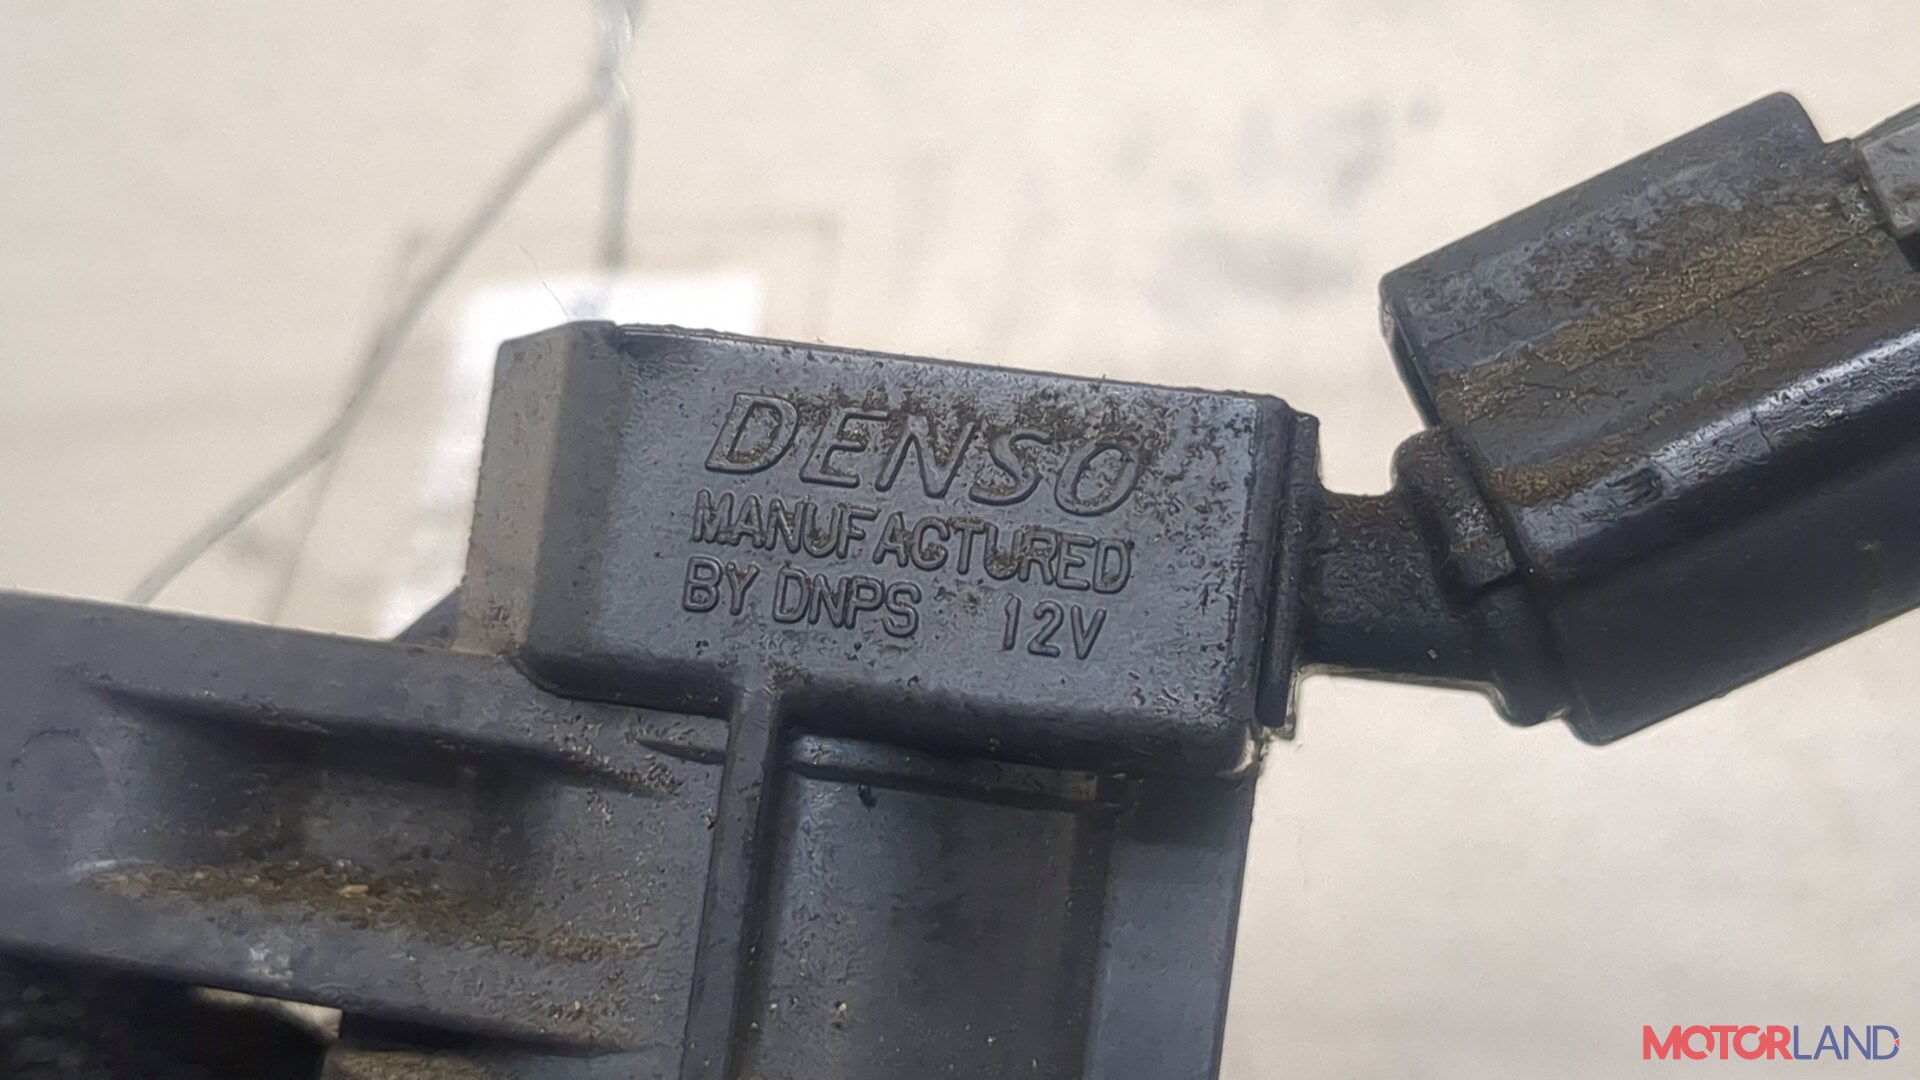 DENSO
MANUFACTURED
BY DNPS 12V
MOTORLAND